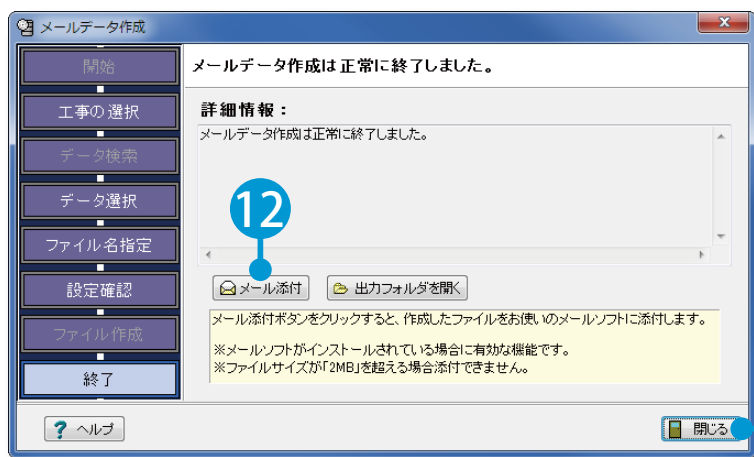 メールデータ作成
開始
工事の選択
データ検索
データ選択
ファイル名指定
設定確認
ファイル作成
終了
メールデータ作成は正常に終了しました。
詳細情報：
メールデータ作成は正常に終了しました。
12
メール添付
出力フォルダを開く
メール添付ボタンをクリックすると、作成したファイルをお使いのメールソフトに添付します。
※メールソフトがインストールされている場合に有効な機能です。
※ファイルサイズが「2MB」を超える場合添付できません。
? ヘルプ
閉じる